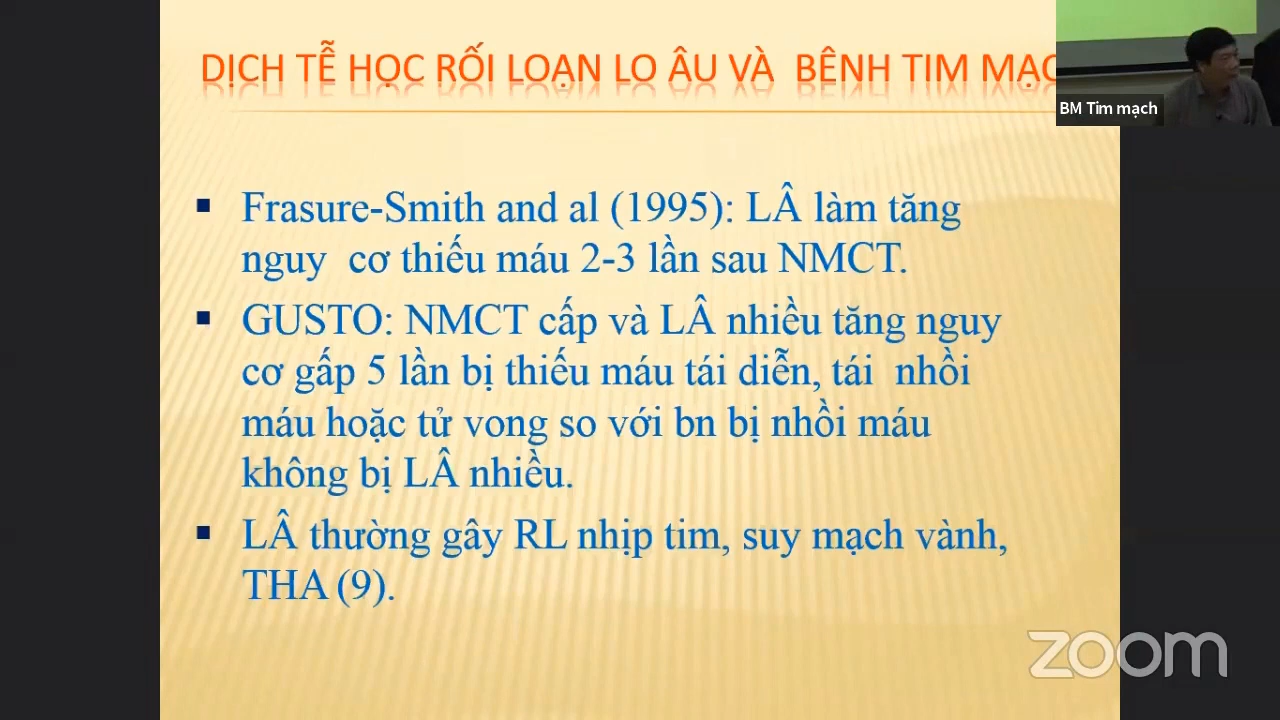 DỊCH TỄ HỌC RỐI LOẠN LO ÂU VÀ BÊNH TIM MẠC
BM Tim mạch
Frasure-Smith and al (1995): LÂ làm tăng
nguy cơ thiếu máu 2-3 lần sau NMCT.
GUSTO: NMCT cấp và LÂ nhiều tăng nguy
cơ gấp 5 lần bị thiếu máu tái diễn, tái nhồi
máu hoặc tử vong so với bn bị nhồi máu
không bị LÂ nhiều.
LÂ thường gây RL nhịp tim, suy mạch vành,
THA (9).
zoom